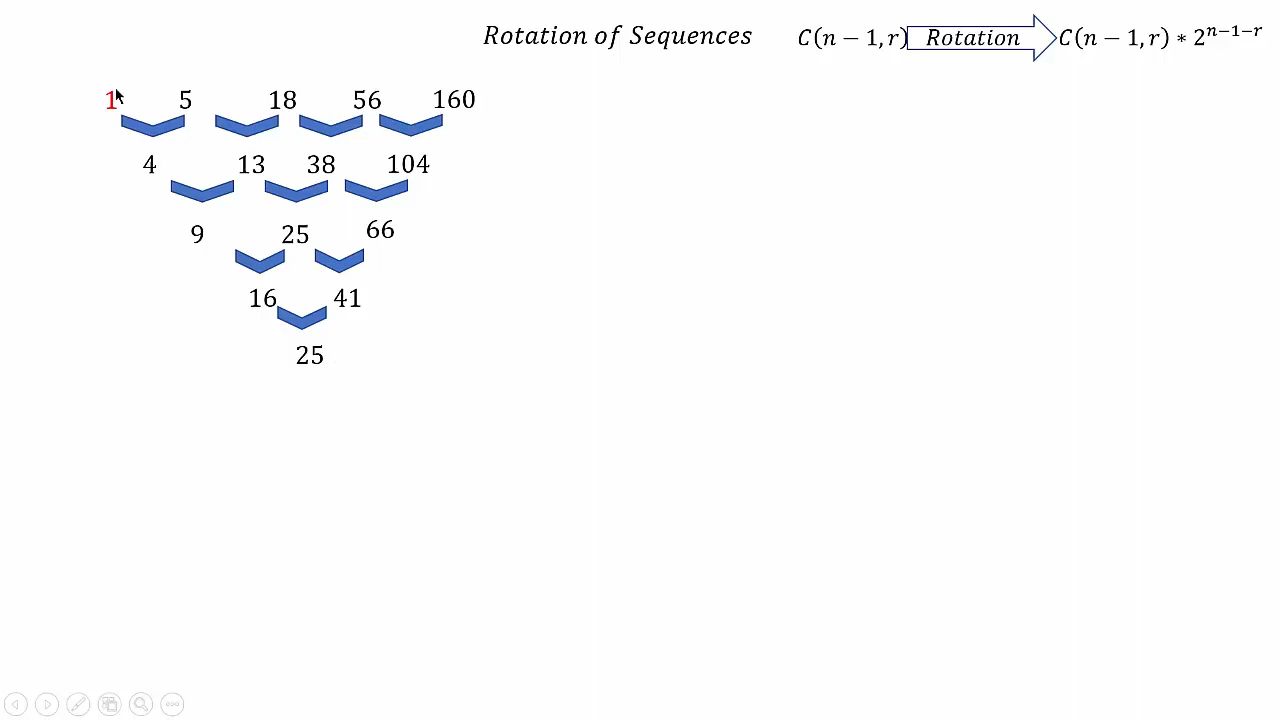 Rotation of Sequences C(n − 1, r) Rotation C(n − 1, r) ∗ 2^{n−1−r}
1 5 18 56 160
4 13 38 104
9 25 66
16 41
25